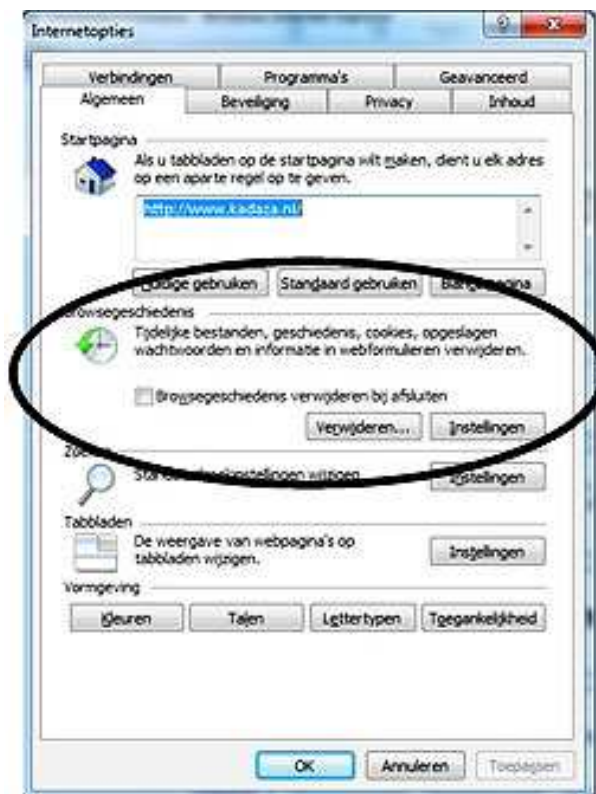 Internetopties
Verbindingen Programma's Geavanceerd
Algemeen Beveiliging Privacy Inhoud
Startpagina
Als u tabbladen op de startpagina wilt maken, dient u elk adres
op een aparte regel op te geven.
http://www.kadaza.nl/
gebruiken Standaard gebruiken
Browsegeschiedenis
Tijdelijke bestanden, geschiedenis, cookies, opgeslagen
wachtwoorden en informatie in webformulieren verwijderen.
Browsegeschiedenis verwijderen bij afsluiten
Verwijderen... Instellingen
wijzigen Instellingen
Tabbladen
De weergave van webpagina's op
tabbladen wijzigen.
Instellingen
Vormgeving
Kleuren Talen Lettertypen Toegankelijkheid
OK Annuleren Toepassen